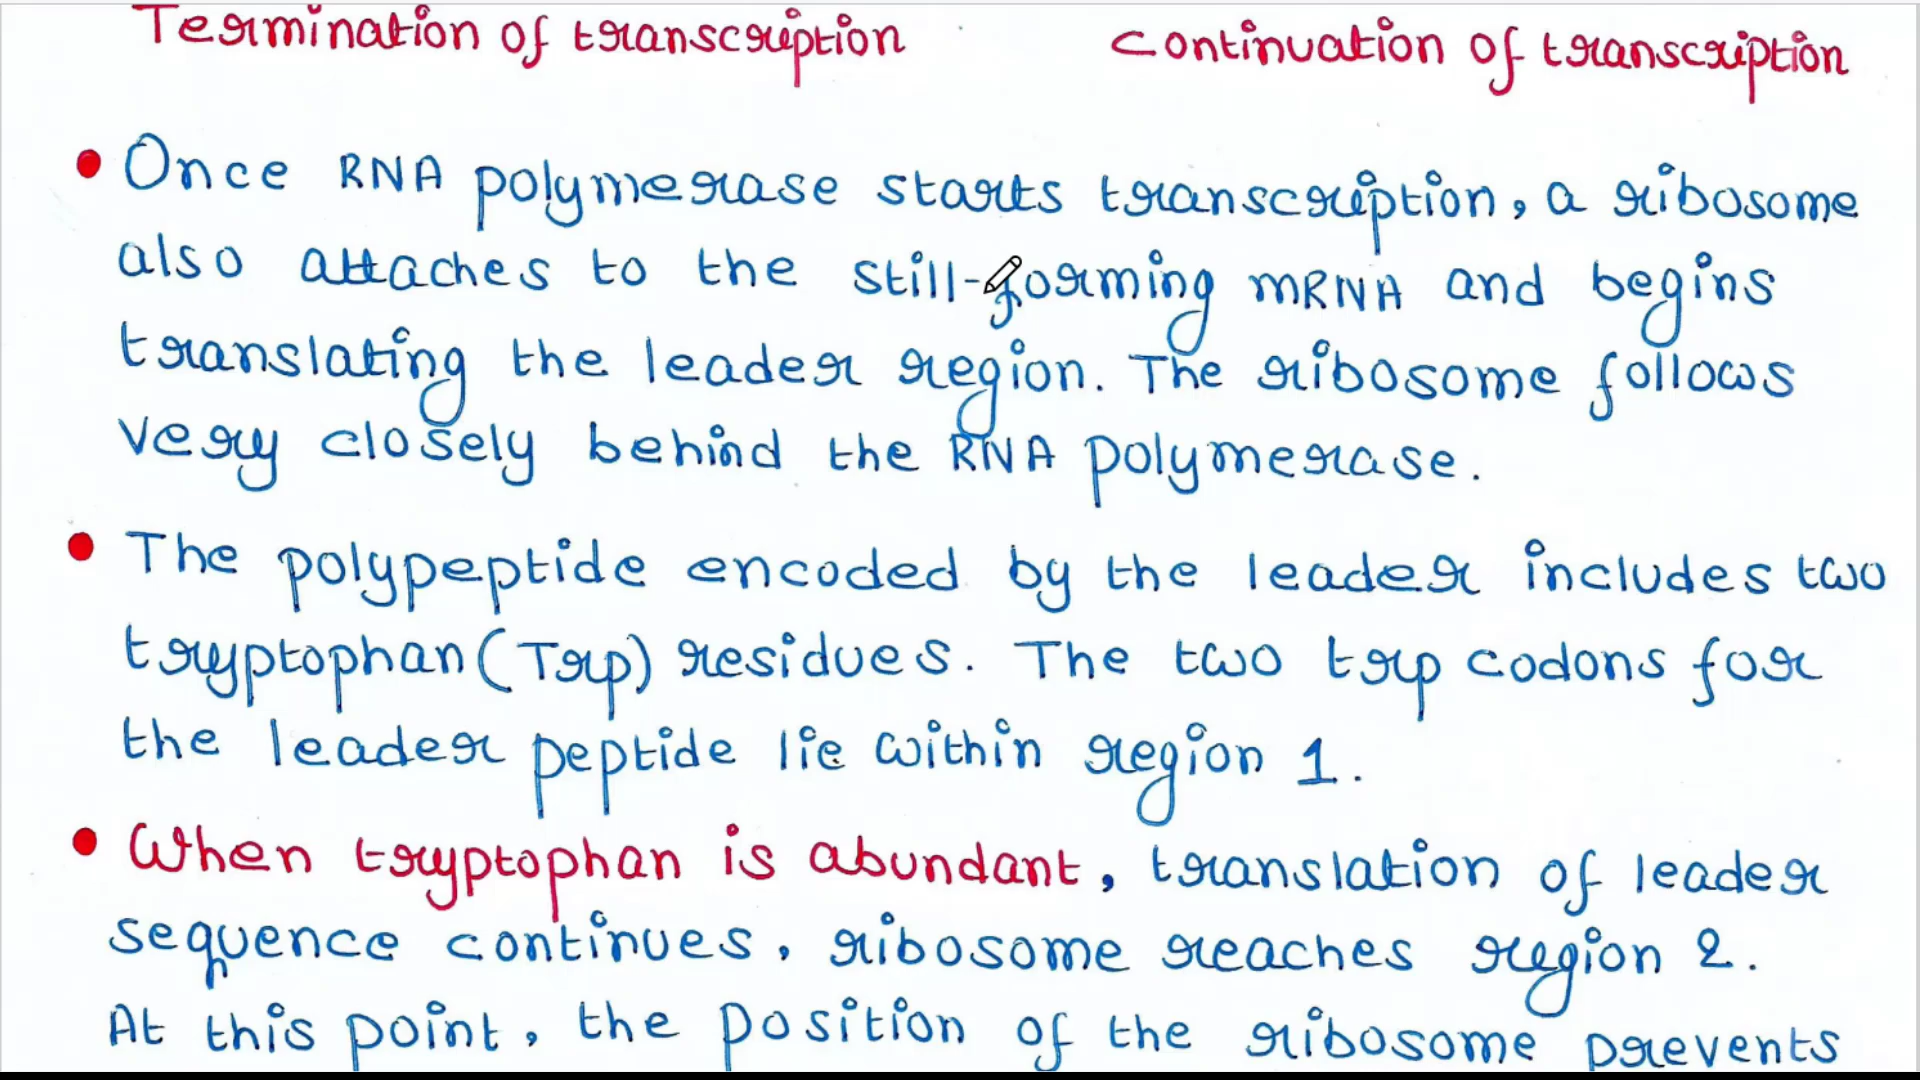 Termination of transcription
Continuation of transcription
• Once RNA polymerase starts transcription, a ribosome
also attaches to the still-forming mRNA and begins
translating the leader region. The ribosome follows
very closely behind the RNA polymerase.
• The polypeptide encoded by the leader includes two
tryptophan (Trp) residues. The two trp codons for
the leader peptide lie within region 1.
• When tryptophan is abundant, translation of leader
sequence continues, ribosome reaches region 2.
At this point, the position of the ribosome prevents